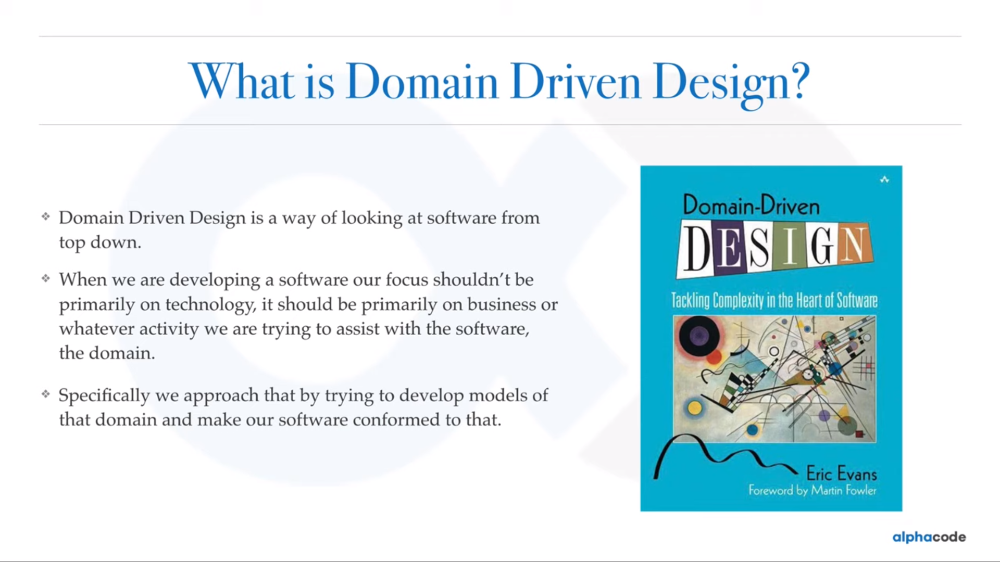 What is Domain Driven Design?
❖ Domain Driven Design is a way of looking at software from
top down.
❖ When we are developing a software our focus shouldn’t be
primarily on technology, it should be primarily on business or
whatever activity we are trying to assist with the software,
the domain.
❖ Specifically we approach that by trying to develop models of
that domain and make our software conformed to that.
Domain-Driven
DESIGN
Tackling Complexity in the Heart of Software
Eric Evans
Foreword by Martin Fowler
alphacode